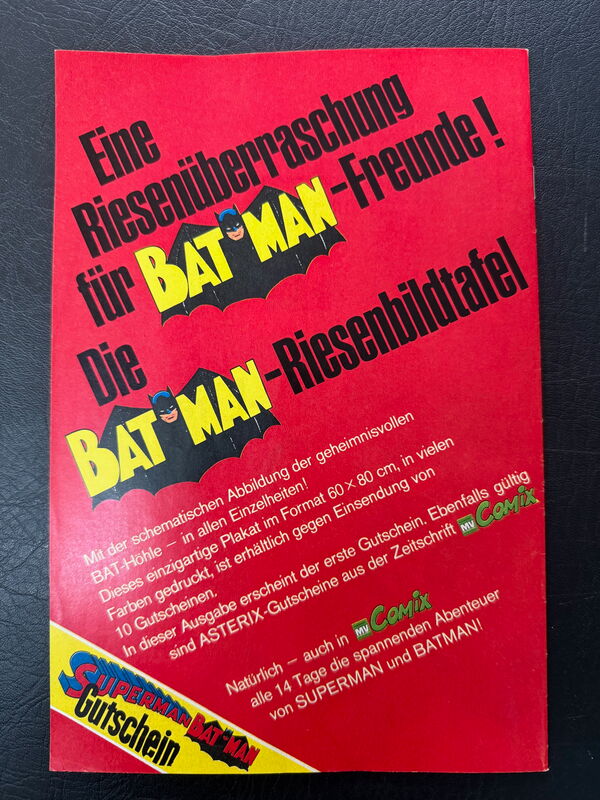 Eine
Riesenüberraschung
für BATMAN-Freunde!
Die
BATMAN-Riesenbildtafel
Mit der schematischen Abbildung der geheimnisvollen
BAT-Höhle – in allen Einzelheiten!
Dieses einzigartige Plakat im Format 60 × 80 cm, in vielen
Farben gedruckt, ist erhältlich gegen Einsendung von
10 Gutscheinen.
In dieser Ausgabe erscheint der erste Gutschein. Ebenfalls gültig
sind ASTERIX-Gutscheine aus der Zeitschrift MV Comix
Natürlich – auch in MV Comix
alle 14 Tage die spannenden Abenteuer
von SUPERMAN und BATMAN!
SUPERMAN BATMAN
Gutschein